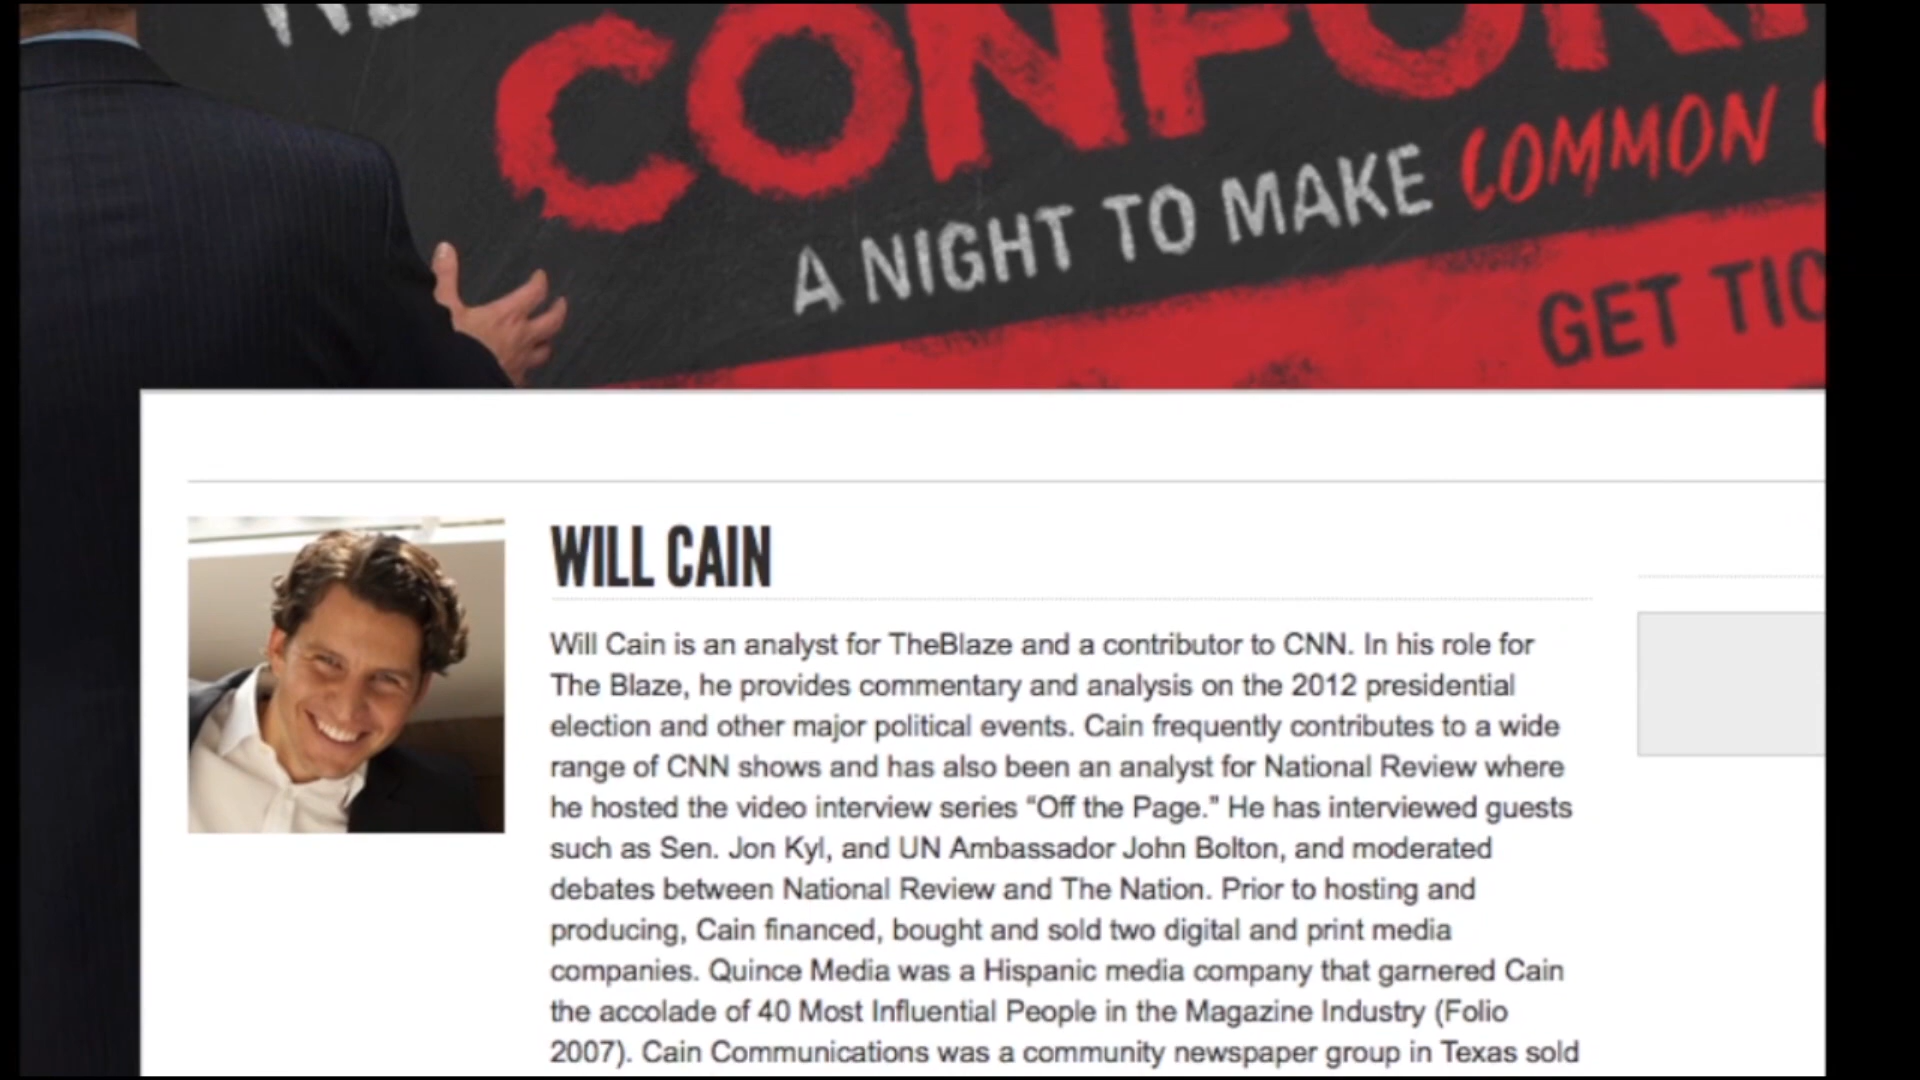 A NIGHT TO MAKE COMMON
GET
WILL CAIN
Will Cain is an analyst for TheBlaze and a contributor to CNN. In his role for
The Blaze, he provides commentary and analysis on the 2012 presidential
election and other major political events. Cain frequently contributes to a wide
range of CNN shows and has also been an analyst for National Review where
he hosted the video interview series “Off the Page.” He has interviewed guests
such as Sen. Jon Kyl, and UN Ambassador John Bolton, and moderated
debates between National Review and The Nation. Prior to hosting and
producing, Cain financed, bought and sold two digital and print media
companies. Quince Media was a Hispanic media company that garnered Cain
the accolade of 40 Most Influential People in the Magazine Industry (Folio
2007). Cain Communications was a community newspaper group in Texas sold